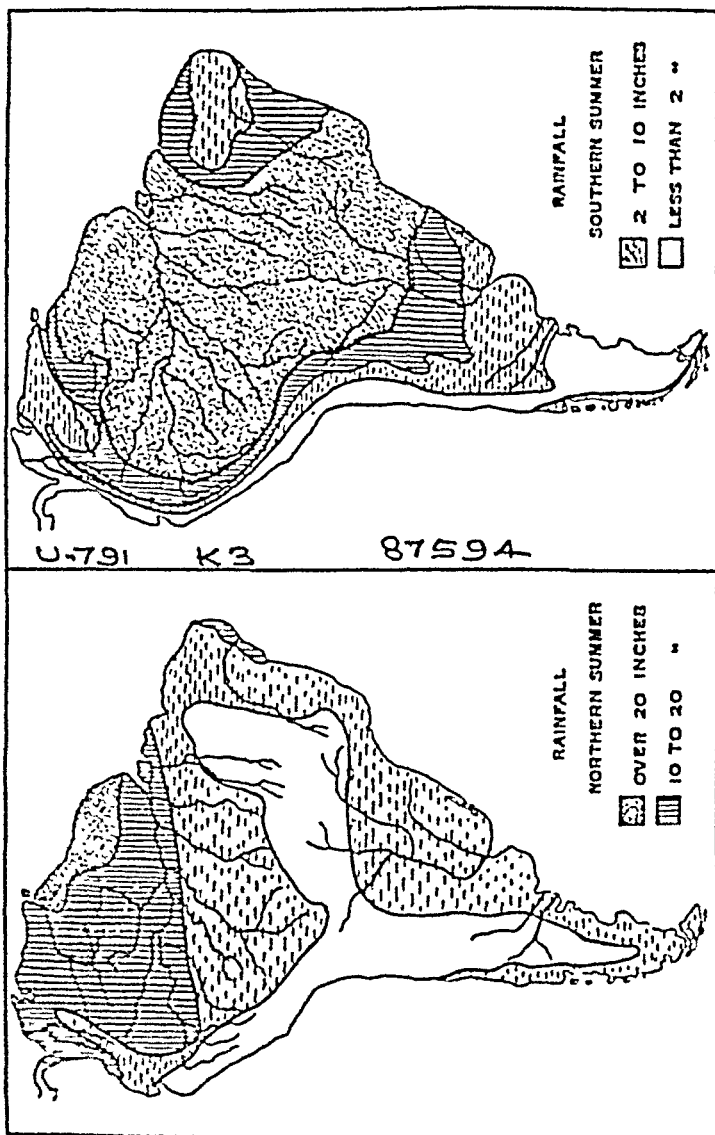 RAINFALL
SOUTHERN SUMMER
2 TO 10 INCHES
LESS THAN 2 "
U-791 K3 87594
RAINFALL
NORTHERN SUMMER
OVER 20 INCHES
10 TO 20 "